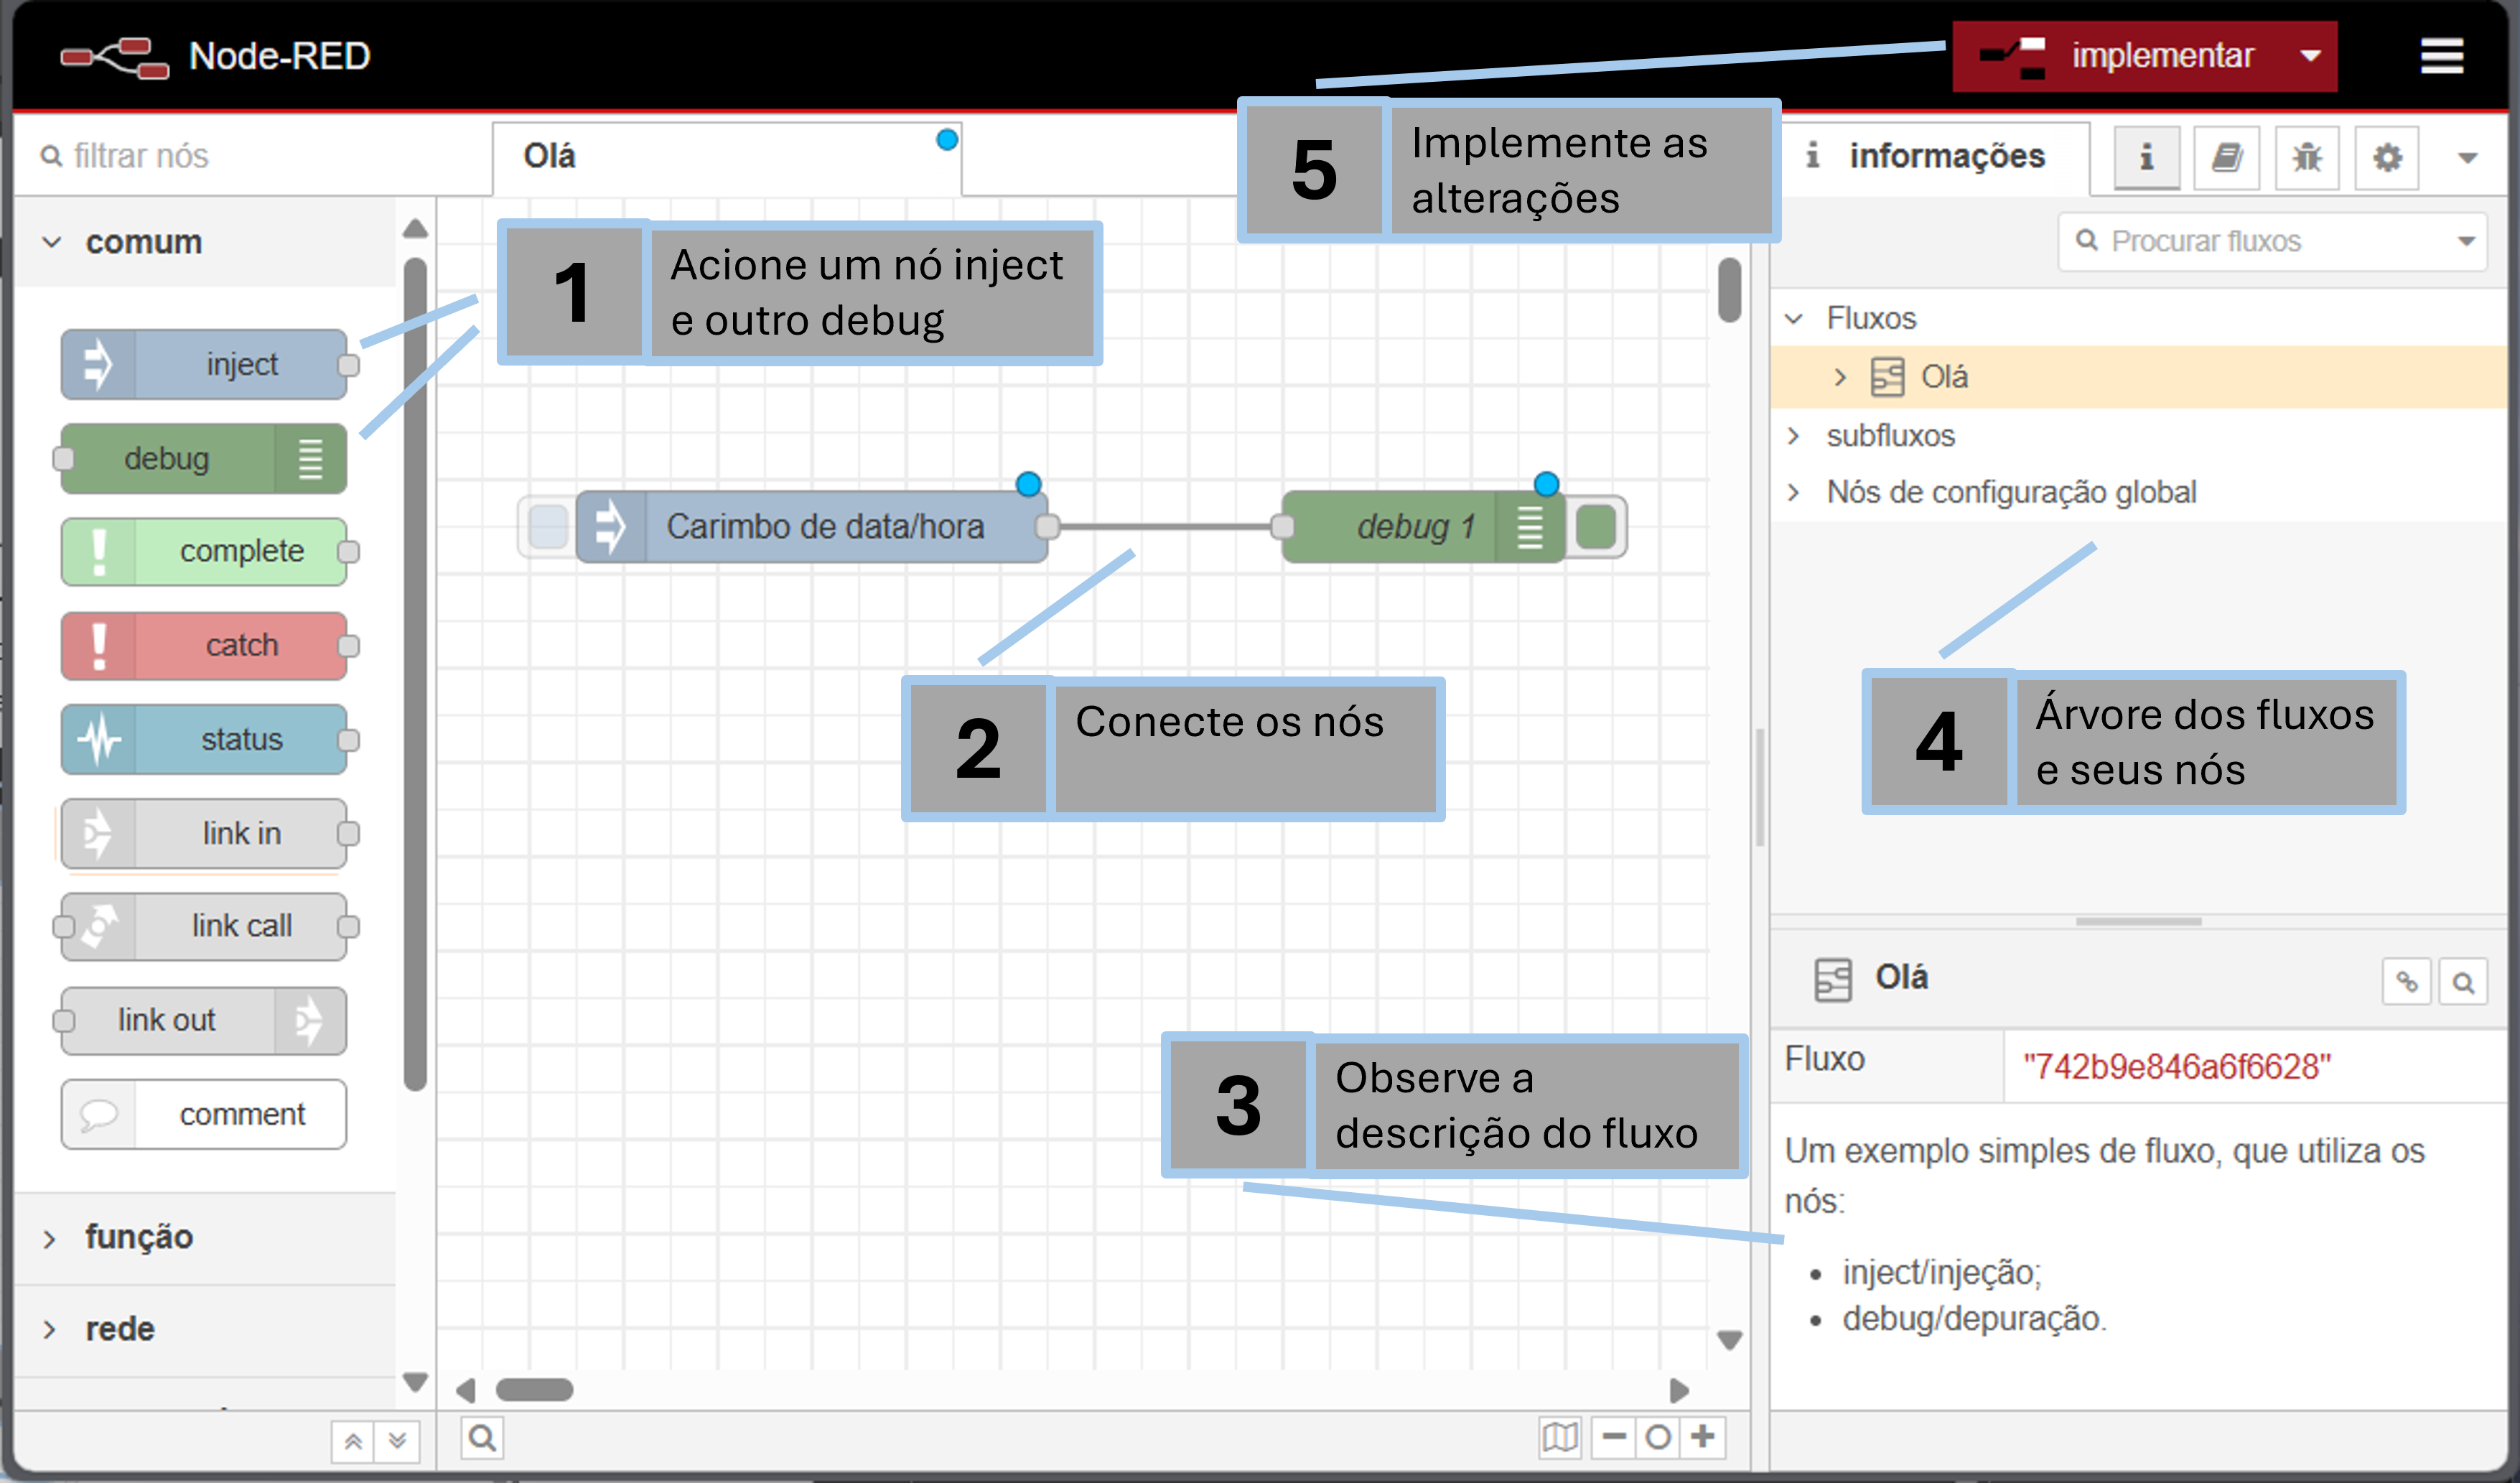 Node-RED
implementar
filtrar nós
Olá
5
Implemente as
alterações
i
informações
i
comum
1
Acione um nó inject
e outro debug
Procurar fluxos
inject
debug
complete
catch
status
link in
link call
link out
comment
função
rede
Carimbo de data/hora
debug 1
2
Conecte os nós
3
Observe a
descrição do fluxo
Fluxos
Olá
subfluxos
Nós de configuração global
4
Árvore dos fluxos
e seus nós
Olá
Fluxo
"742b9e846a6f6628"
Um exemplo simples de fluxo, que utiliza os
nós:
• inject/injeção;
• debug/depuração.